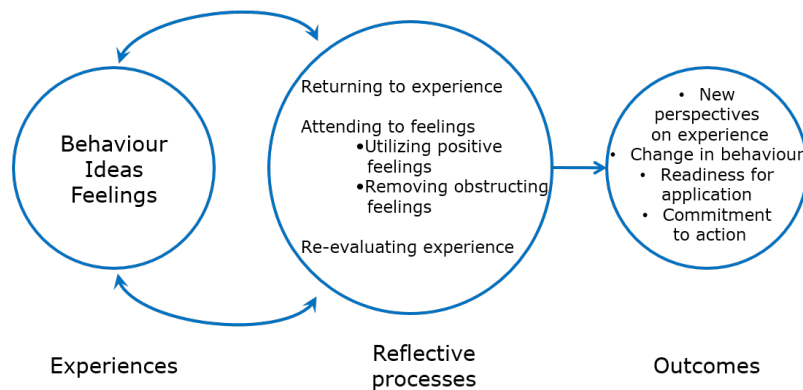 Behaviour
Ideas
Feelings
Returning to experience
Attending to feelings
•Utilizing positive
feelings
•Removing obstructing
feelings
Re-evaluating experience
• New
perspectives
on experience
• Change in behaviour
• Readiness for
application
• Commitment
to action
Experiences
Reflective
processes
Outcomes